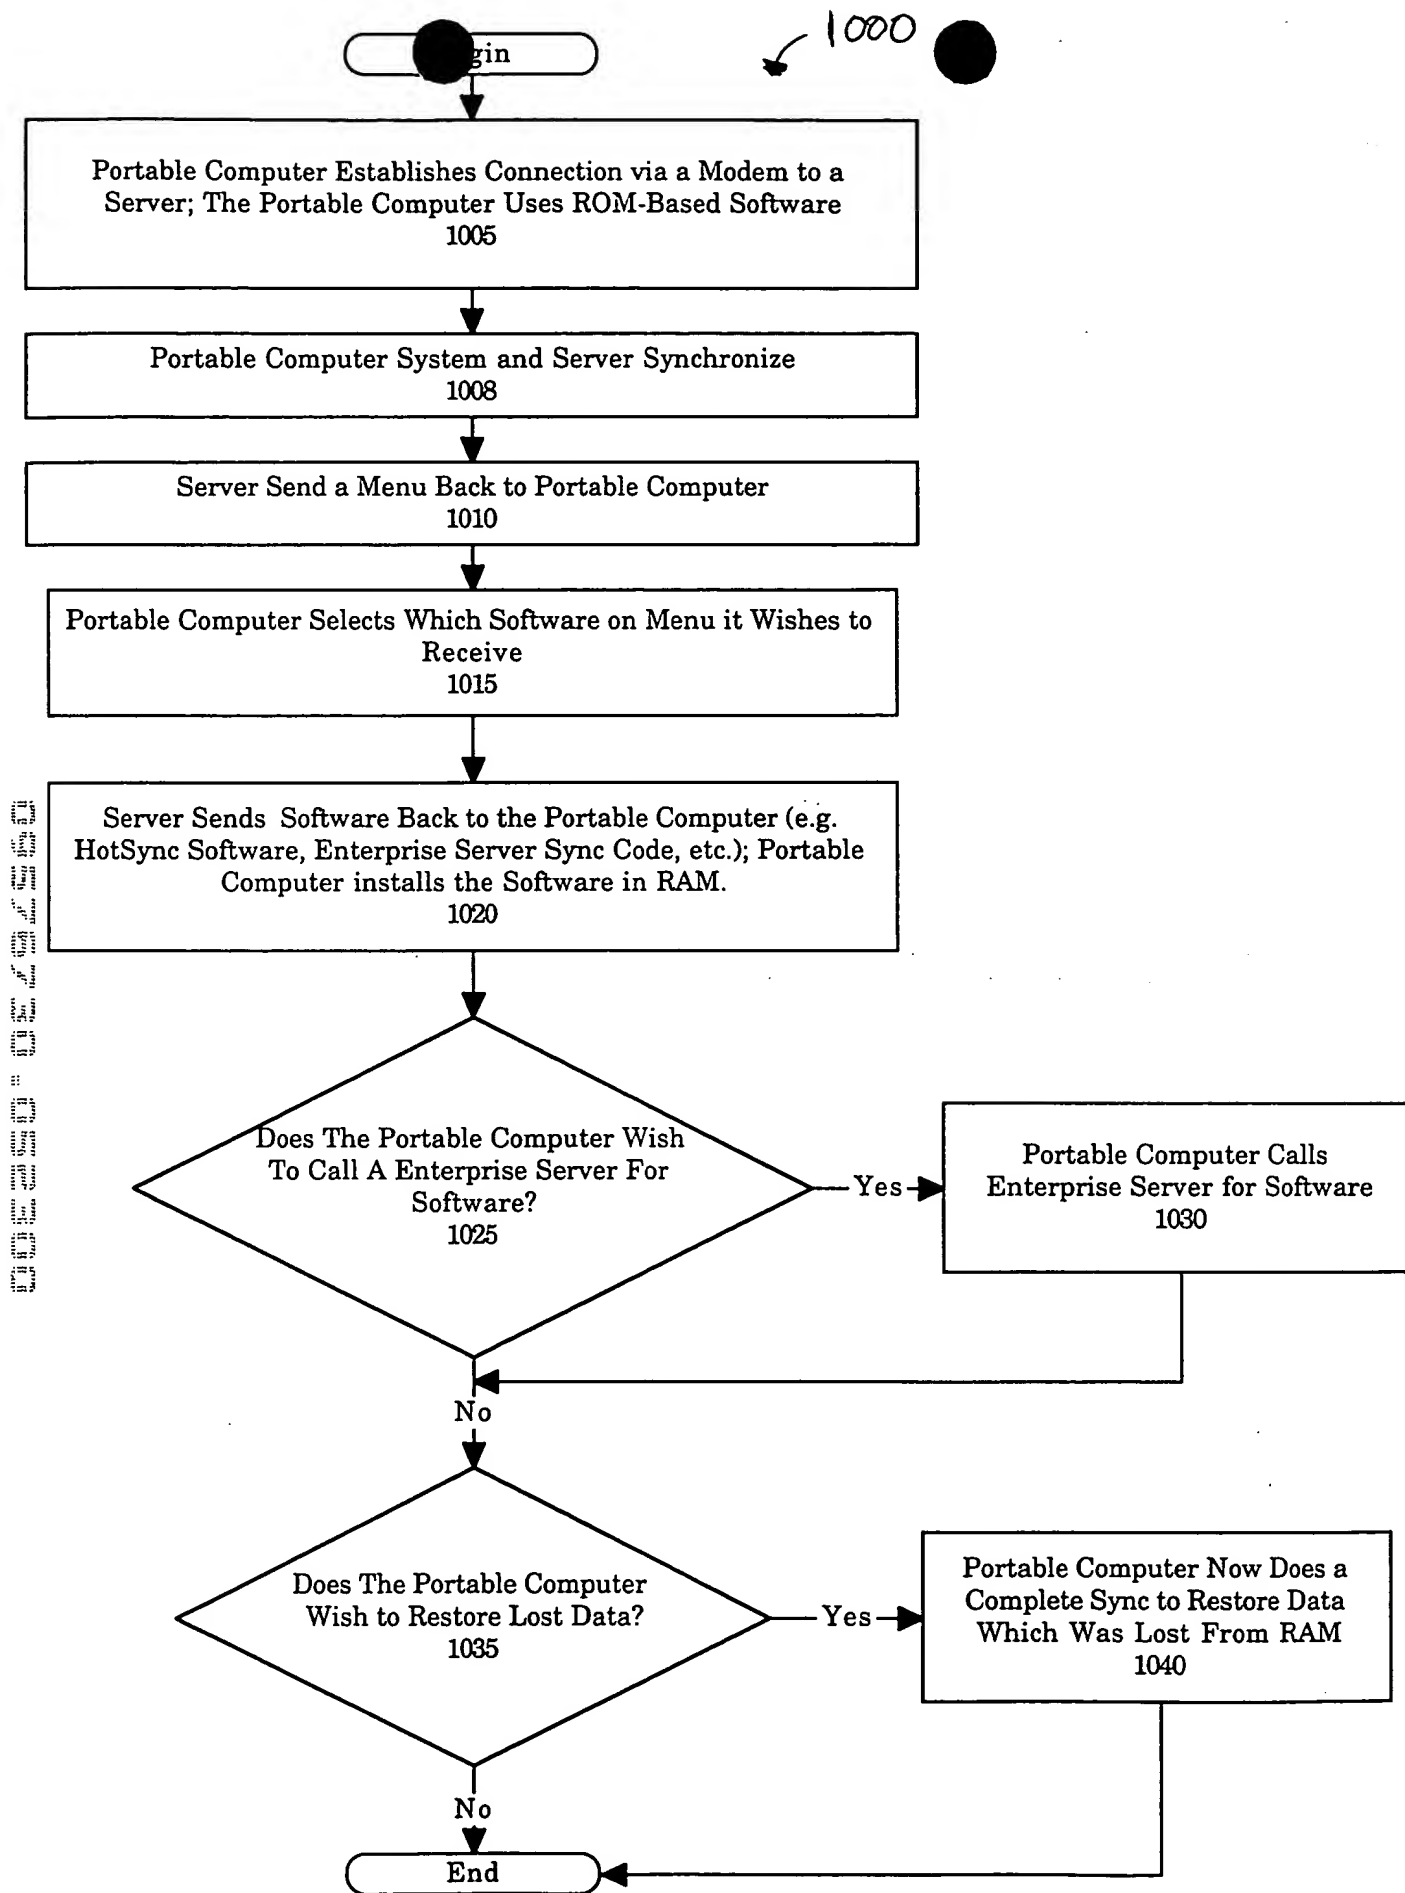 1000
Portable Computer Establishes Connection via a Modem to a
Server; The Portable Computer Uses ROM-Based Software
1005
Portable Computer System and Server Synchronize
1008
Server Send a Menu Back to Portable Computer
1010
Portable Computer Selects Which Software on Menu it Wishes to
Receive
1015
Server Sends Software Back to the Portable Computer (e.g.
HotSync Software, Enterprise Server Sync Code, etc.); Portable
Computer installs the Software in RAM.
1020
09576730.052300
Does The Portable Computer Wish
To Call A Enterprise Server For
Software?
1025
Yes
Portable Computer Calls
Enterprise Server for Software
1030
No
Does The Portable Computer
Wish to Restore Lost Data?
1035
Yes
Portable Computer Now Does a
Complete Sync to Restore Data
Which Was Lost From RAM
1040
No
End